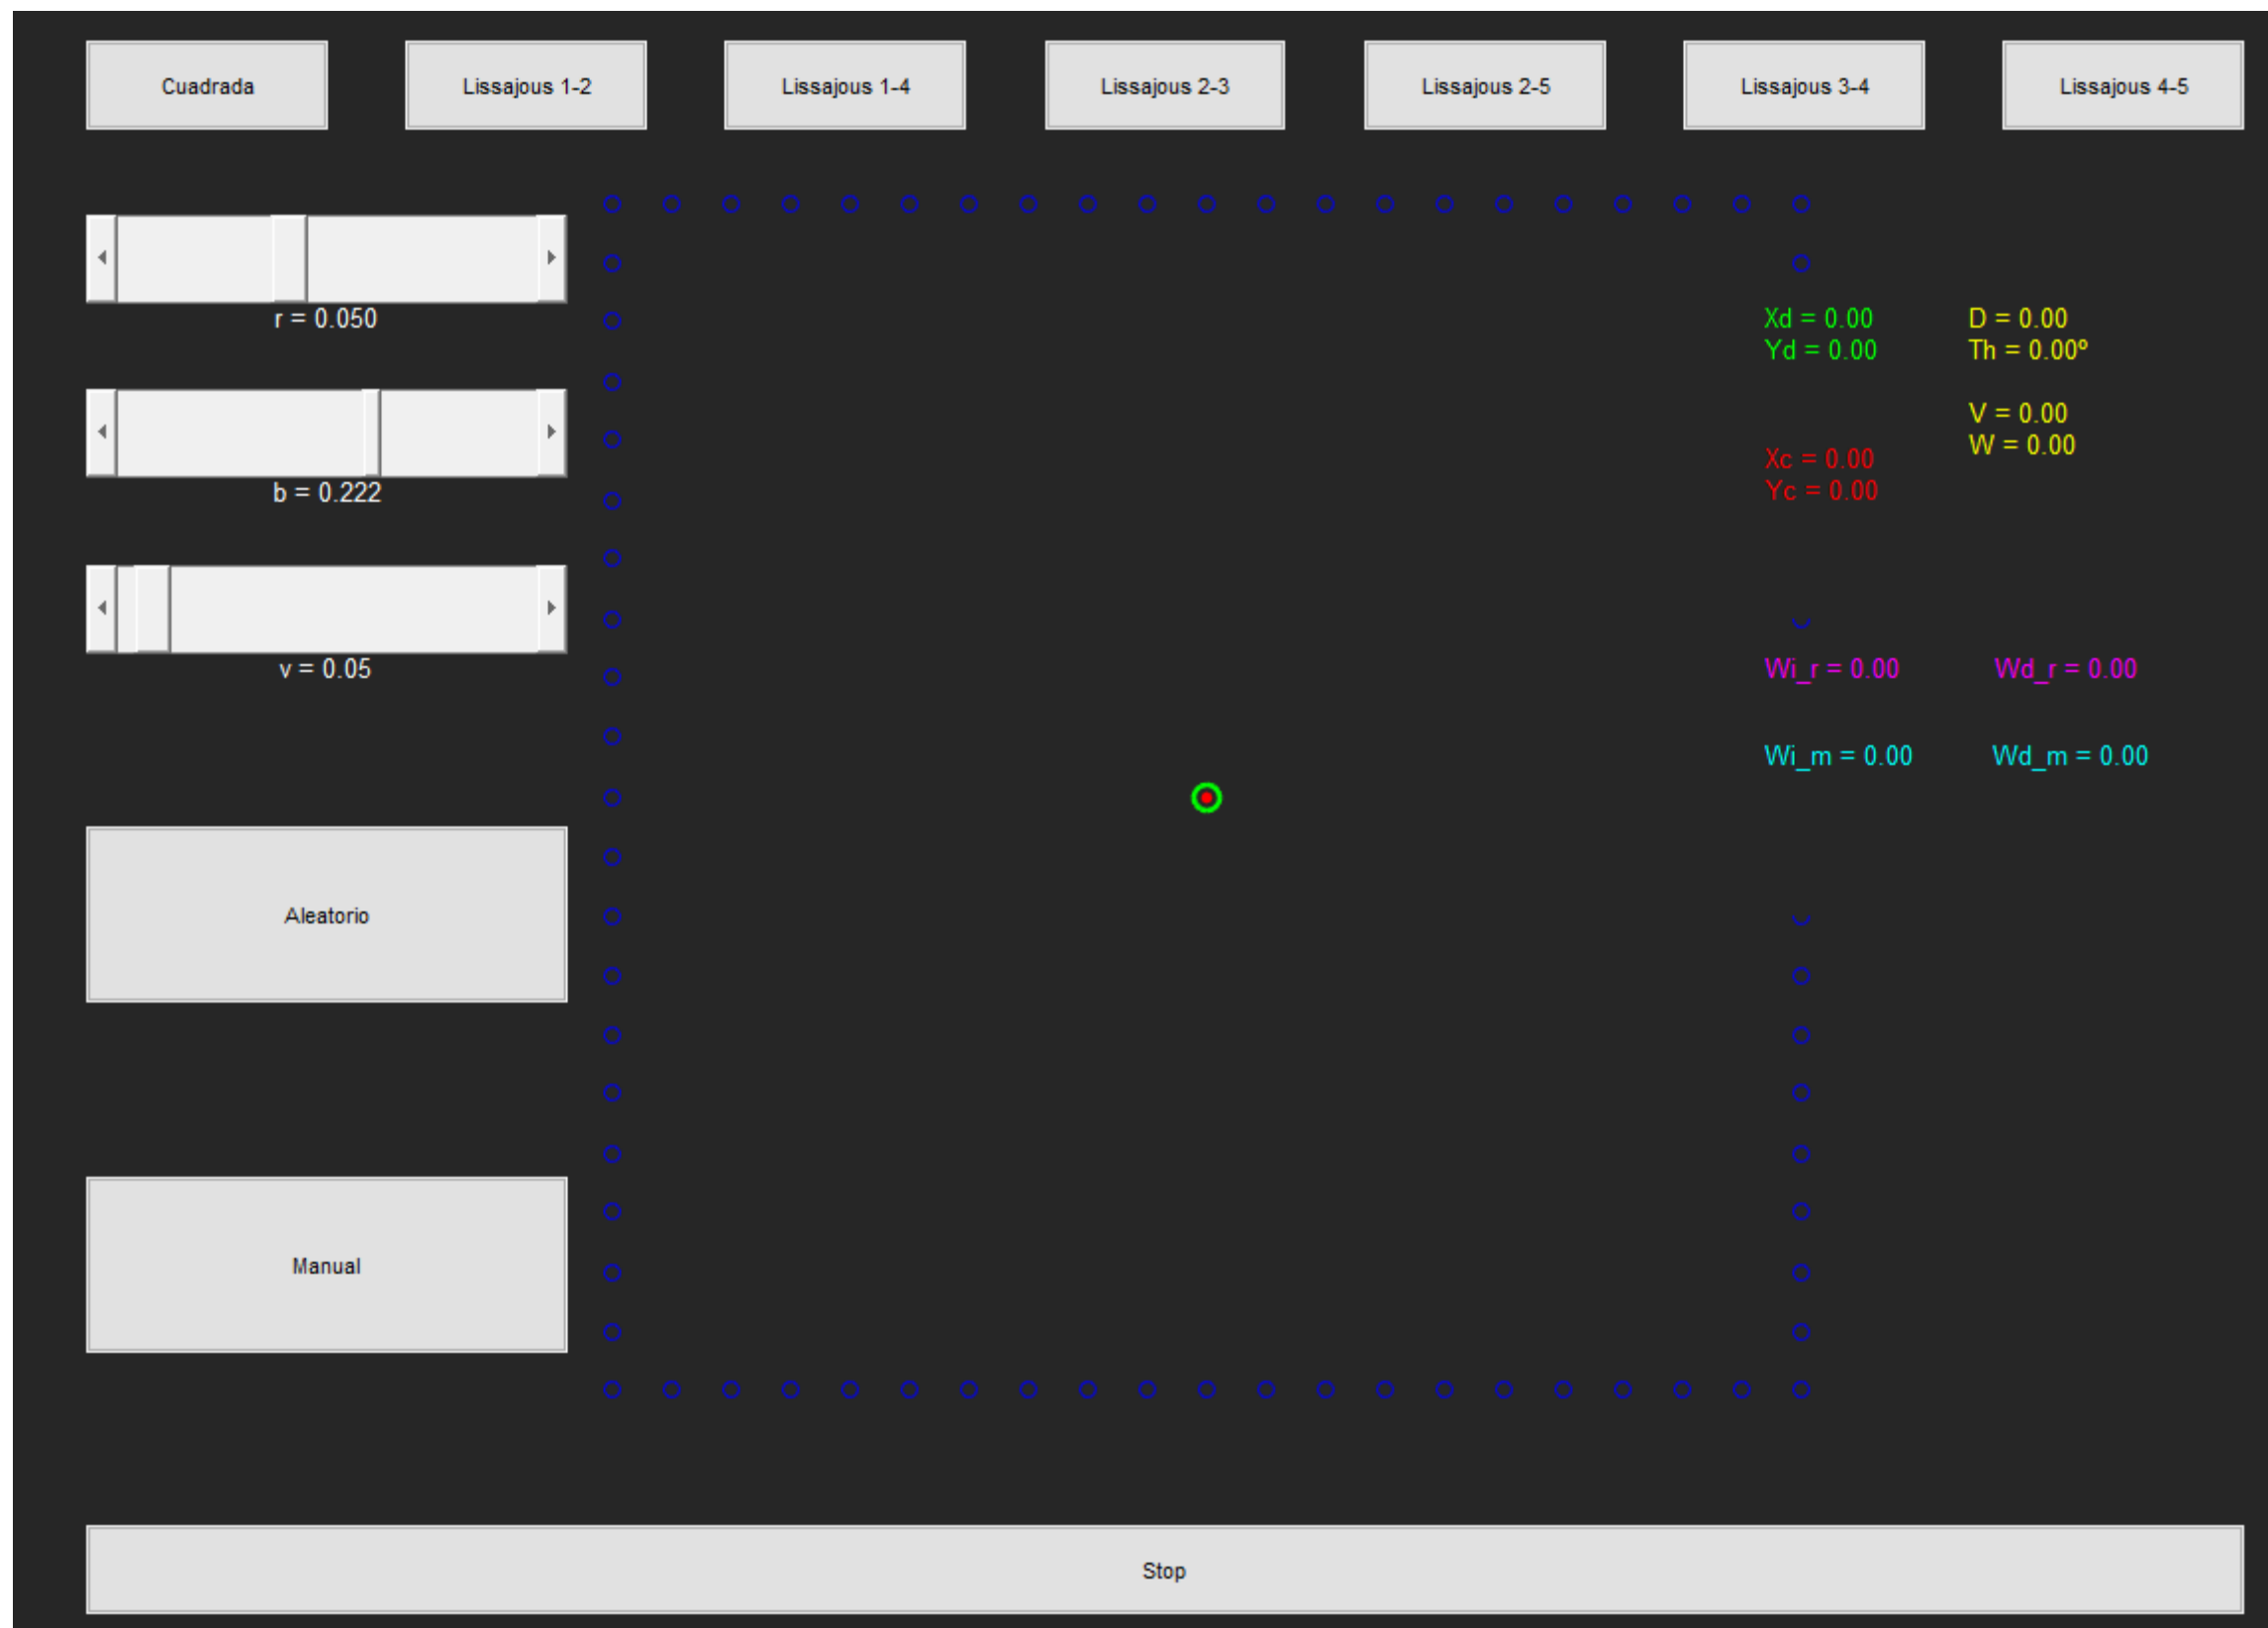 Cuadrada
Lissajous 1-2
Lissajous 1-4
Lissajous 2-3
Lissajous 2-5
Lissajous 3-4
Lissajous 4-5
r = 0.050
b = 0.222
v = 0.05
Aleatorio
Manual
Xd = 0.00
Yd = 0.00
D = 0.00
Th = 0.00º
V = 0.00
W = 0.00
Xc = 0.00
Yc = 0.00
Wi_r = 0.00
Wd_r = 0.00
Wi_m = 0.00
Wd_m = 0.00
Stop